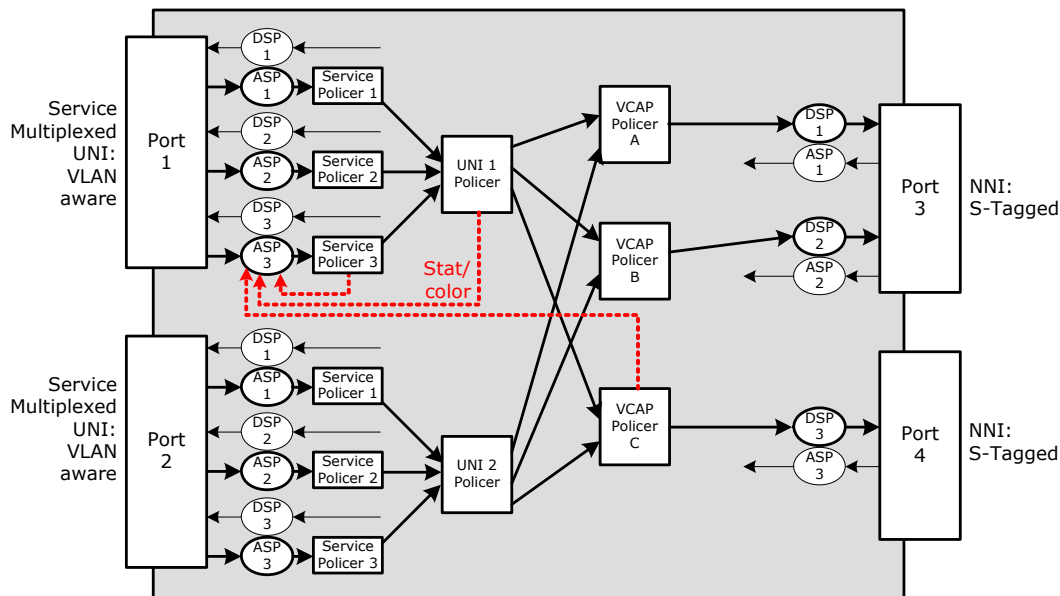 Service
Multiplexed
UNI:
VLAN
aware
Port
1
DSP
1
ASP
1
Service
Policer 1
DSP
2
ASP
2
Service
Policer 2
DSP
3
ASP
3
Service
Policer 3
UNI 1
Policer
Stat/
color
VCAP
Policer
A
VCAP
Policer
B
DSP
1
ASP
1
DSP
2
ASP
2
Port
3
NNI:
S-Tagged
Service
Multiplexed
UNI:
VLAN
aware
Port
2
DSP
1
ASP
1
Service
Policer 1
DSP
2
ASP
2
Service
Policer 2
DSP
3
ASP
3
Service
Policer 3
UNI 2
Policer
VCAP
Policer
C
DSP
3
ASP
3
Port
4
NNI:
S-Tagged